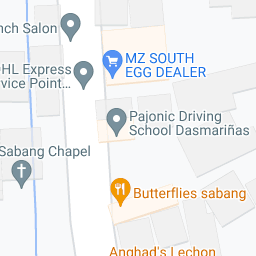 nch Salon
MZ SOUTH
EGG DEALER
HL Express
vice Point...
Pajonic Driving
School Dasmariñas
Sabang Chapel
Butterflies sabang
Anghad's Lechon